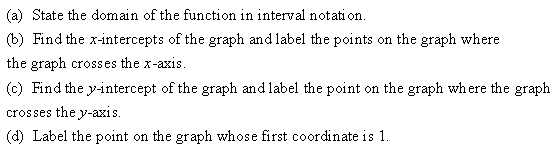 (a) State the domain of the function in interval notation.
(b) Find the x-intercepts of the graph and label the points on the graph where
the graph crosses the x-axis.
(c) Find the y-intercept of the graph and label the point on the graph where the graph
crosses the y-axis.
(d) Label the point on the graph whose first coordinate is 1.